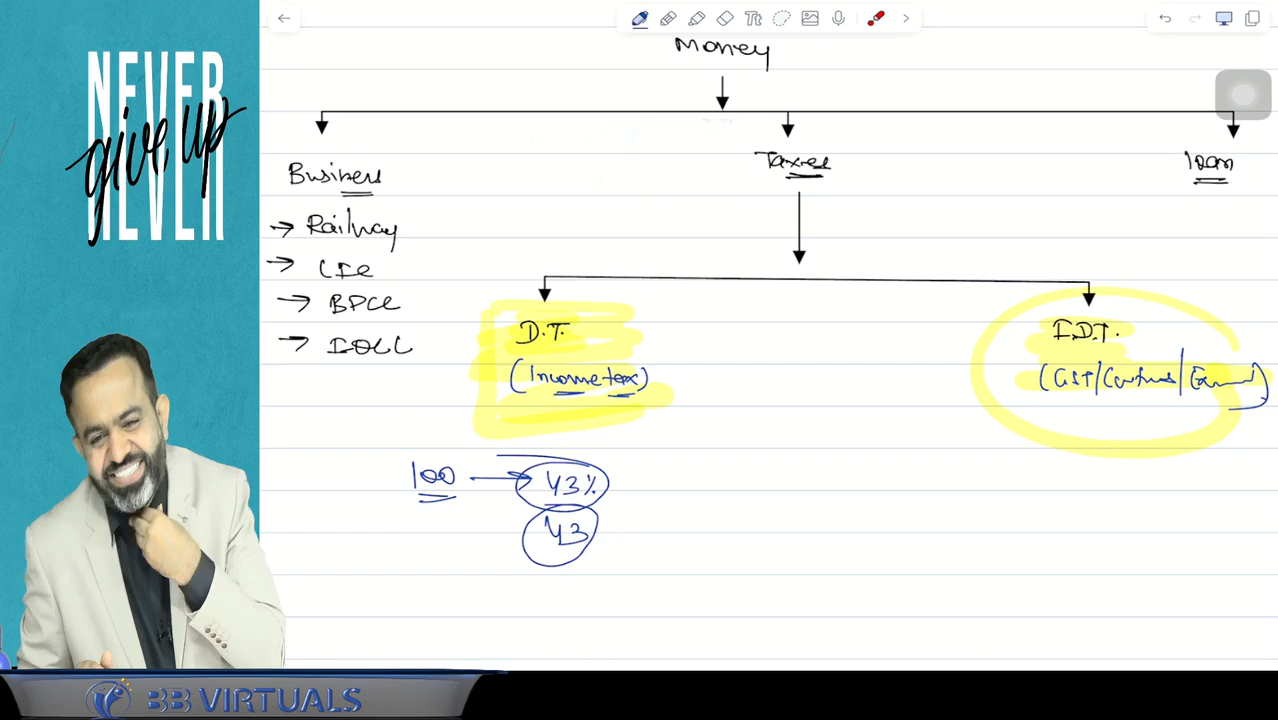 NEVER
give up
NEVER
Money
Business
Taxes
loan
→ Railway
→ LIC
→ BPCL
→ IOCL
D.T.
(Income tax)
I.D.T.
(GST/Customs/
100 → 43%
43
BB VIRTUALS